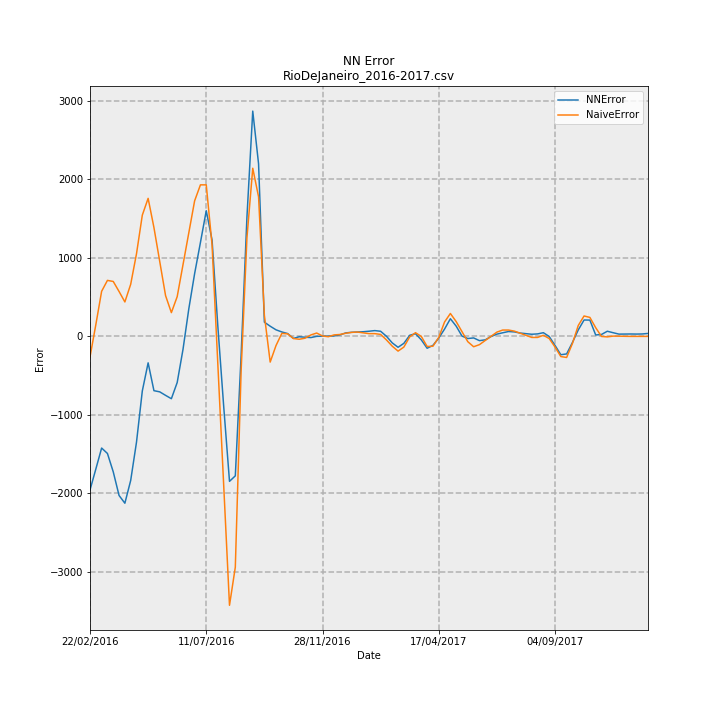 NN Error
RioDeJaneiro_2016-2017.csv
NNError
NaiveError
3000
2000
1000
0
−1000
−2000
−3000
Error
22/02/2016
11/07/2016
28/11/2016
17/04/2017
04/09/2017
Date